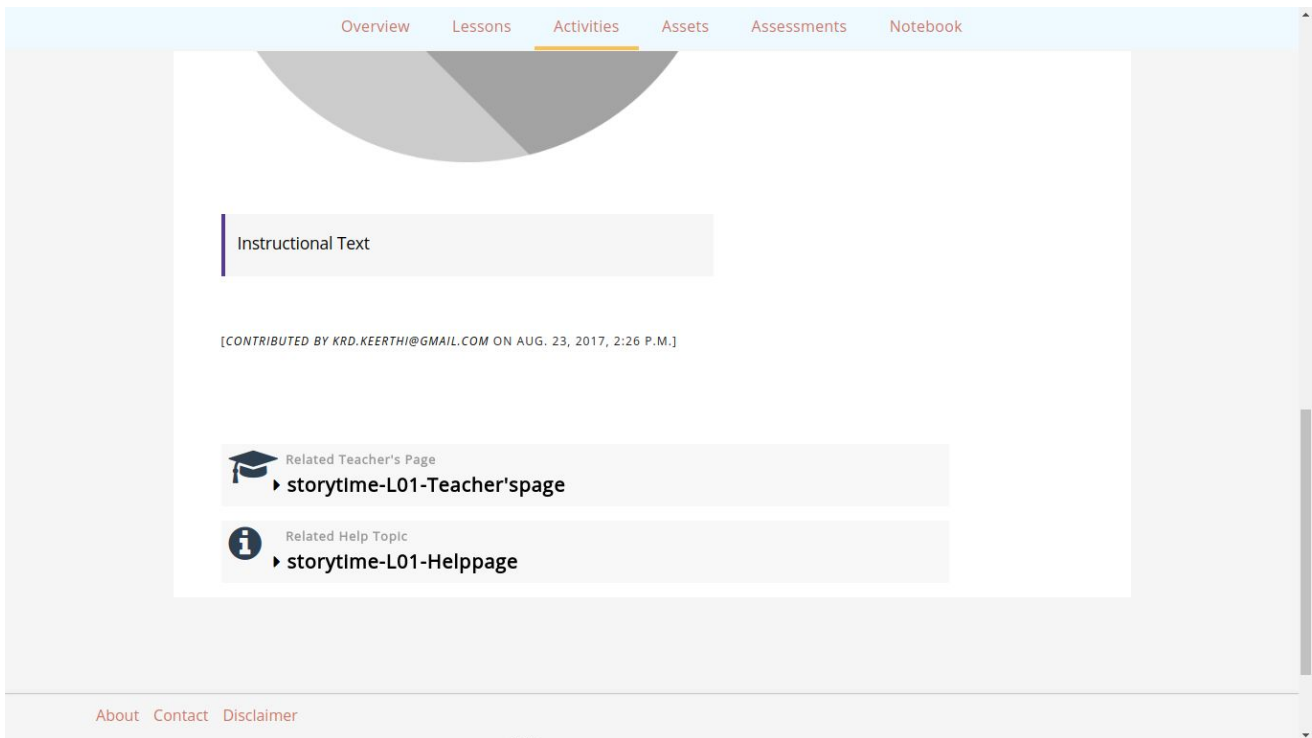 Overview Lessons Activities Assets Assessments Notebook
Instructional Text
[CONTRIBUTED BY KRD.KEERTHI@GMAIL.COM ON AUG. 23, 2017, 2:26 P.M.]
Related Teacher's Page
storytime-L01-Teacher'spage
Related Help Topic
storytime-L01-Helppage
About Contact Disclaimer